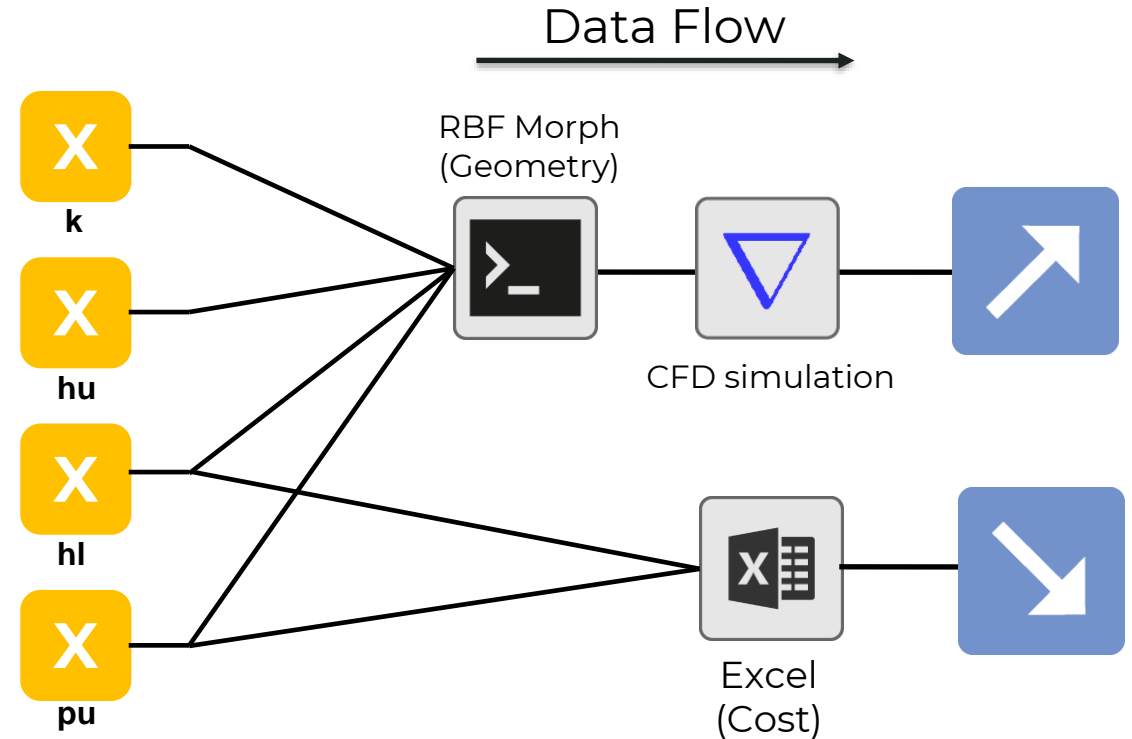 Data Flow
RBF Morph
(Geometry)
X
k
X
hu
>_
CFD simulation
X
hl
X
X
pu
Excel
(Cost)